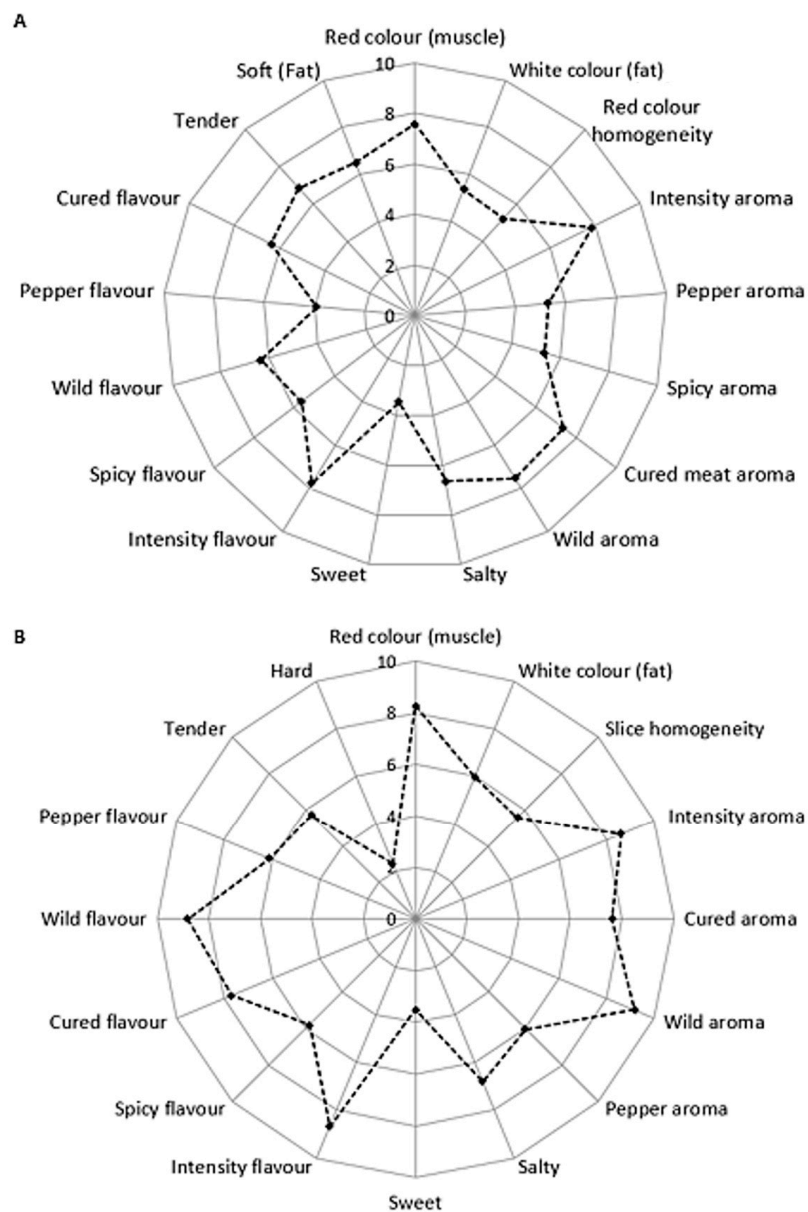 A
Red colour (muscle)
10
Soft (Fat)
White colour (fat)
Red colour
homogeneity
Tender
8
6
Cured flavour
Intensity aroma
4
Pepper flavour
Pepper aroma
2
0
Wild flavour
Spicy aroma
Spicy flavour
Cured meat aroma
Intensity flavour
Wild aroma
Sweet
Salty
B
Red colour (muscle)
10
Hard
White colour (fat)
8
Tender
Slice homogeneity
6
Pepper flavour
Intensity aroma
4
2
Wild flavour
0
Cured aroma
Cured flavour
Wild aroma
Spicy flavour
Pepper aroma
Intensity flavour
Salty
Sweet